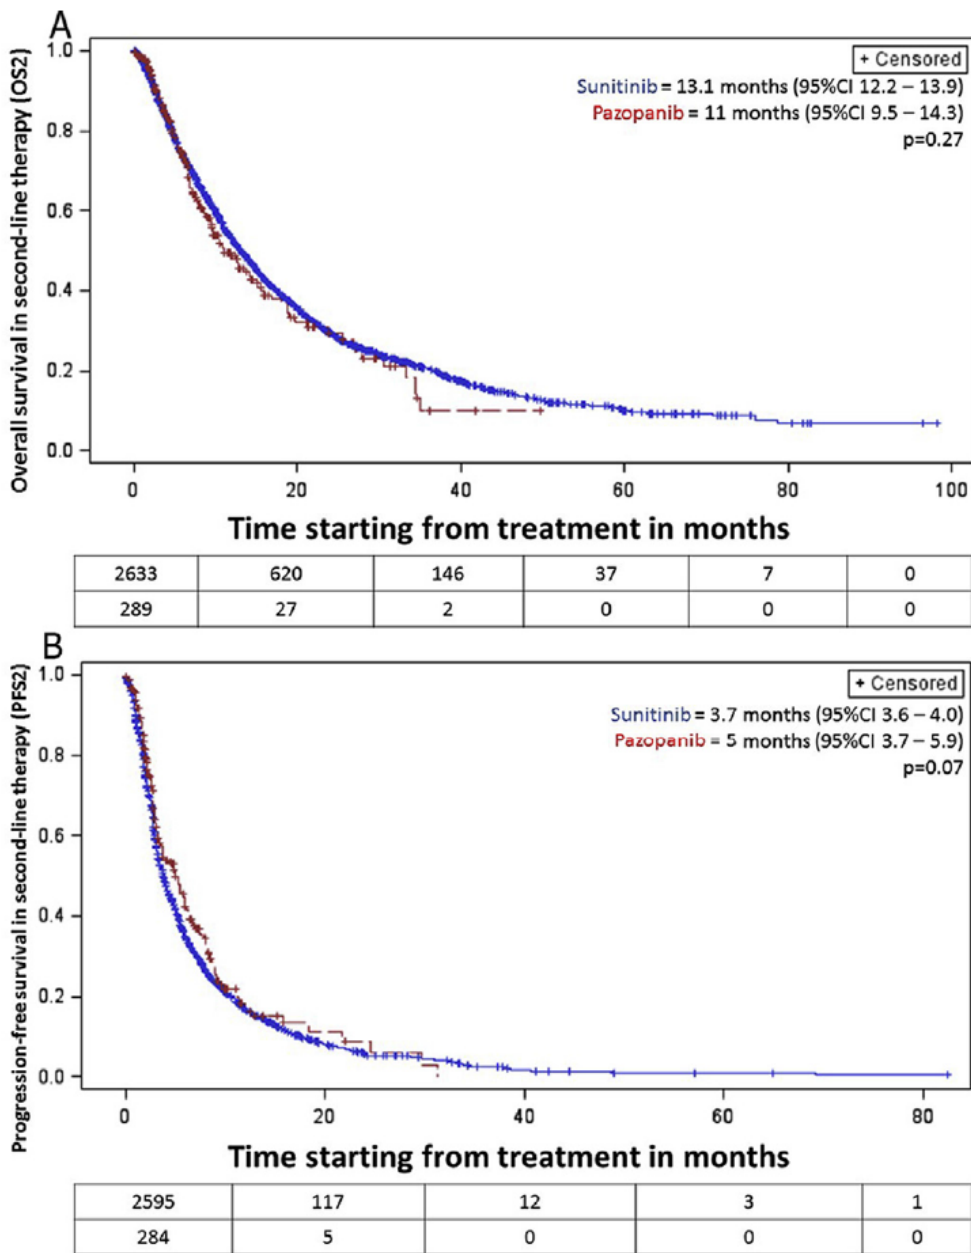 A
Overall survival in second-line therapy (OS2)
1.0
0.8
0.6
0.4
0.2
0.0
+ Censored
Sunitinib = 13.1 months (95%CI 12.2 – 13.9)
Pazopanib = 11 months (95%CI 9.5 – 14.3)
p=0.27
0 20 40 60 80 100
Time starting from treatment in months
2633 620 146 37 7 0
289 27 2 0 0 0
B
Progression-free survival in second-line therapy (PFS2)
1.0
0.8
0.6
0.4
0.2
0.0
+ Censored
Sunitinib = 3.7 months (95%CI 3.6 – 4.0)
Pazopanib = 5 months (95%CI 3.7 – 5.9)
p=0.07
0 20 40 60 80
Time starting from treatment in months
2595 117 12 3 1
284 5 0 0 0